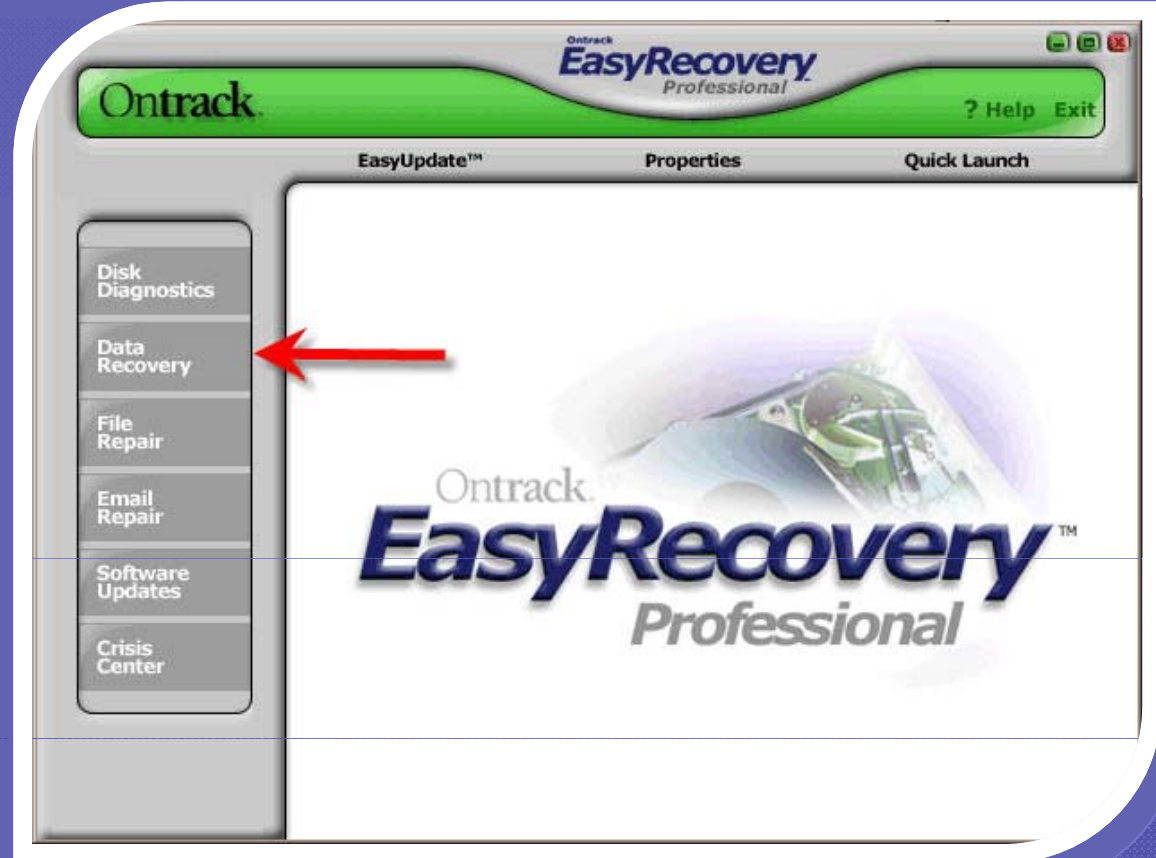 Ontrack
EasyRecovery
Professional
Ontrack.
? Help Exit
EasyUpdate™ Properties Quick Launch
Disk
Diagnostics
Data
Recovery
File
Repair
Email
Repair
Software
Updates
Crisis
Center
Ontrack.
EasyRecovery™
Professional